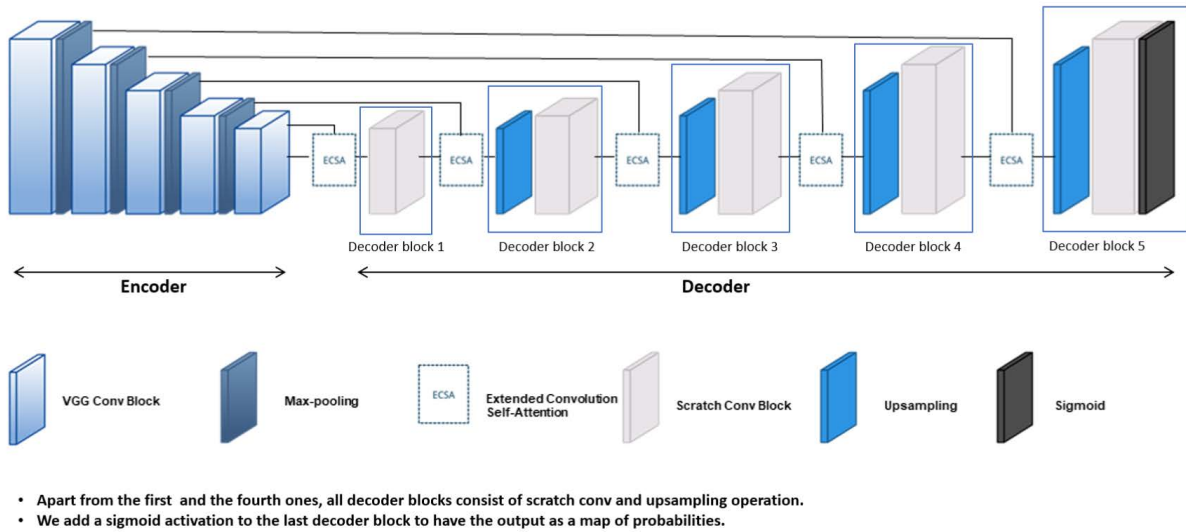 ECSA
ECSA
ECSA
ECSA
ECSA
Decoder block 1
Decoder block 2
Decoder block 3
Decoder block 4
Decoder block 5
Encoder
Decoder
VGG Conv Block
Max-pooling
ECSA
Extended Convolution
Self-Attention
Scratch Conv Block
Upsampling
Sigmoid
• Apart from the first and the fourth ones, all decoder blocks consist of scratch conv and upsampling operation.
• We add a sigmoid activation to the last decoder block to have the output as a map of probabilities.